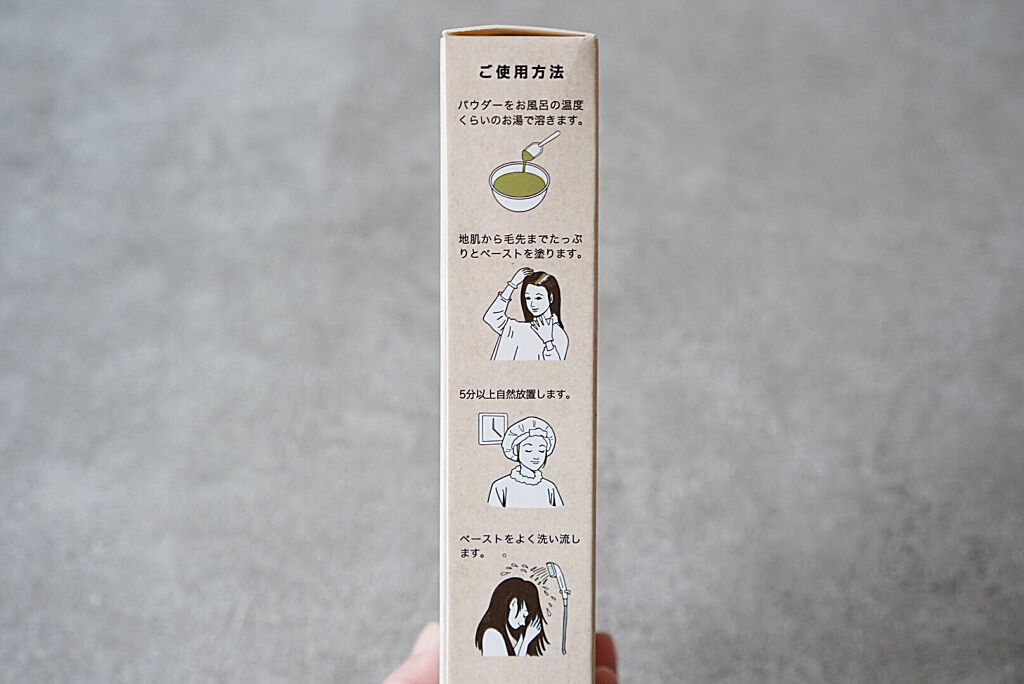 ご使用方法
パウダーをお風呂の温度
くらいのお湯で溶きます。
地肌から毛先までたっぷ
りとペーストを塗ります。
5分以上自然放置します。
ペーストをよく洗い流し
ます。